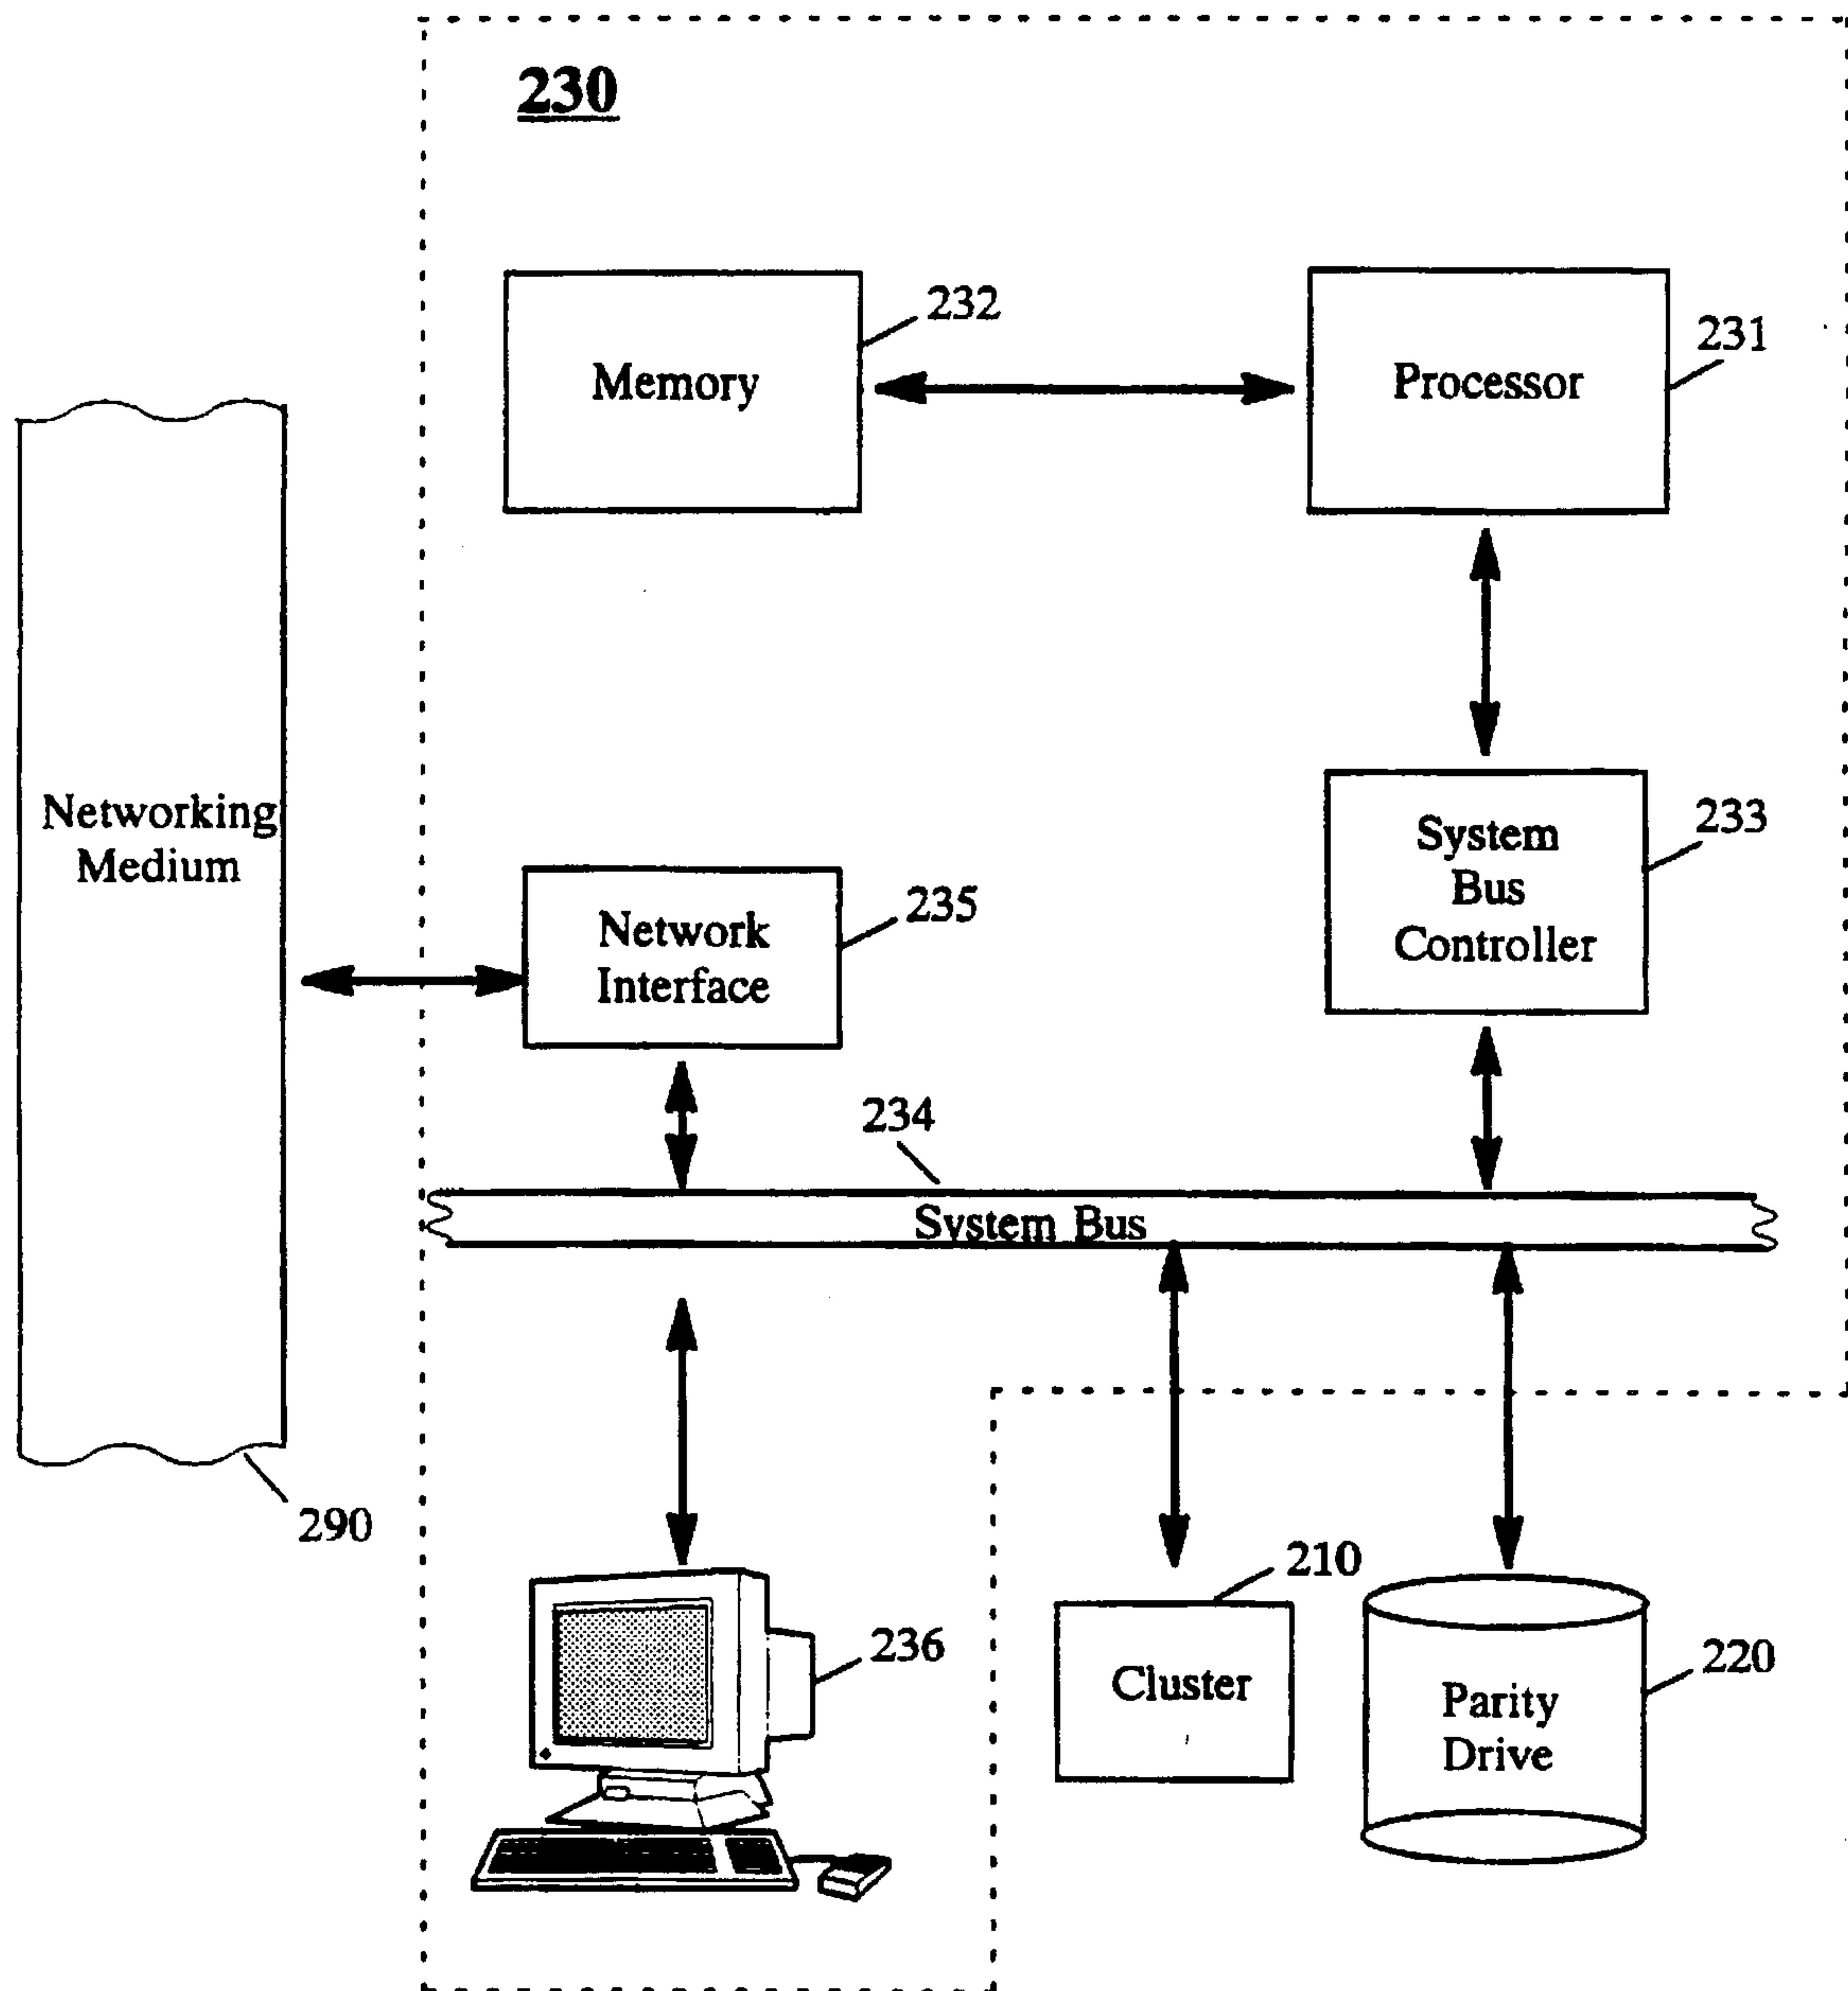 230
232
Memory
231
Processor
Networking
Medium
233
System
Bus
Controller
235
Network
Interface
234
System Bus
290
210
236
Cluster
220
Parity
Drive